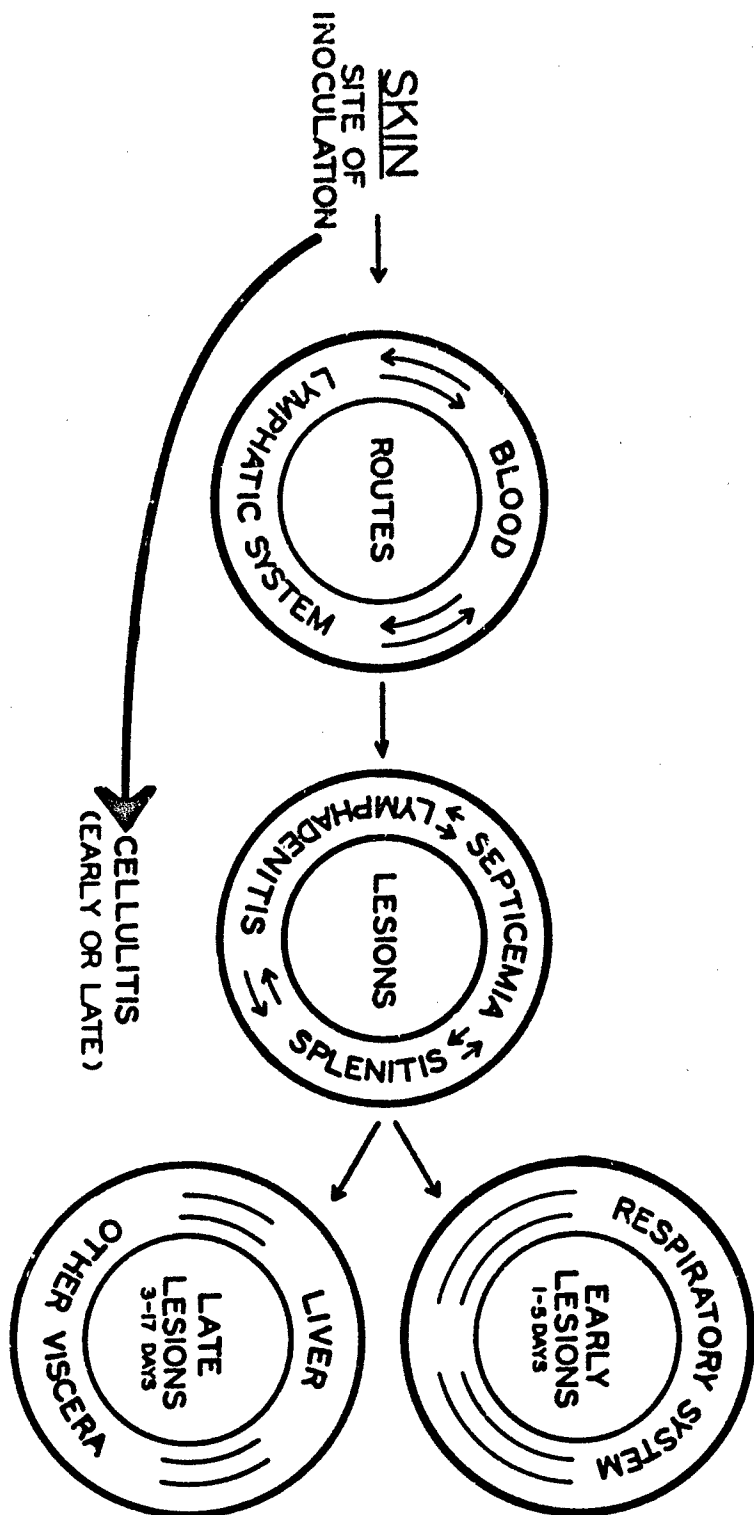 SKIN
SITE OF
INOCULATION
BLOOD
LYMPHATIC SYSTEM
ROUTES
SEPTICEMIA
LYMPHADENITIS
SPLENITIS
LESIONS
CELLULITIS
(EARLY OR LATE)
RESPIRATORY SYSTEM
EARLY
LESIONS
1-5 DAYS
LIVER
OTHER VISCERA
LATE
LESIONS
3-17 DAYS